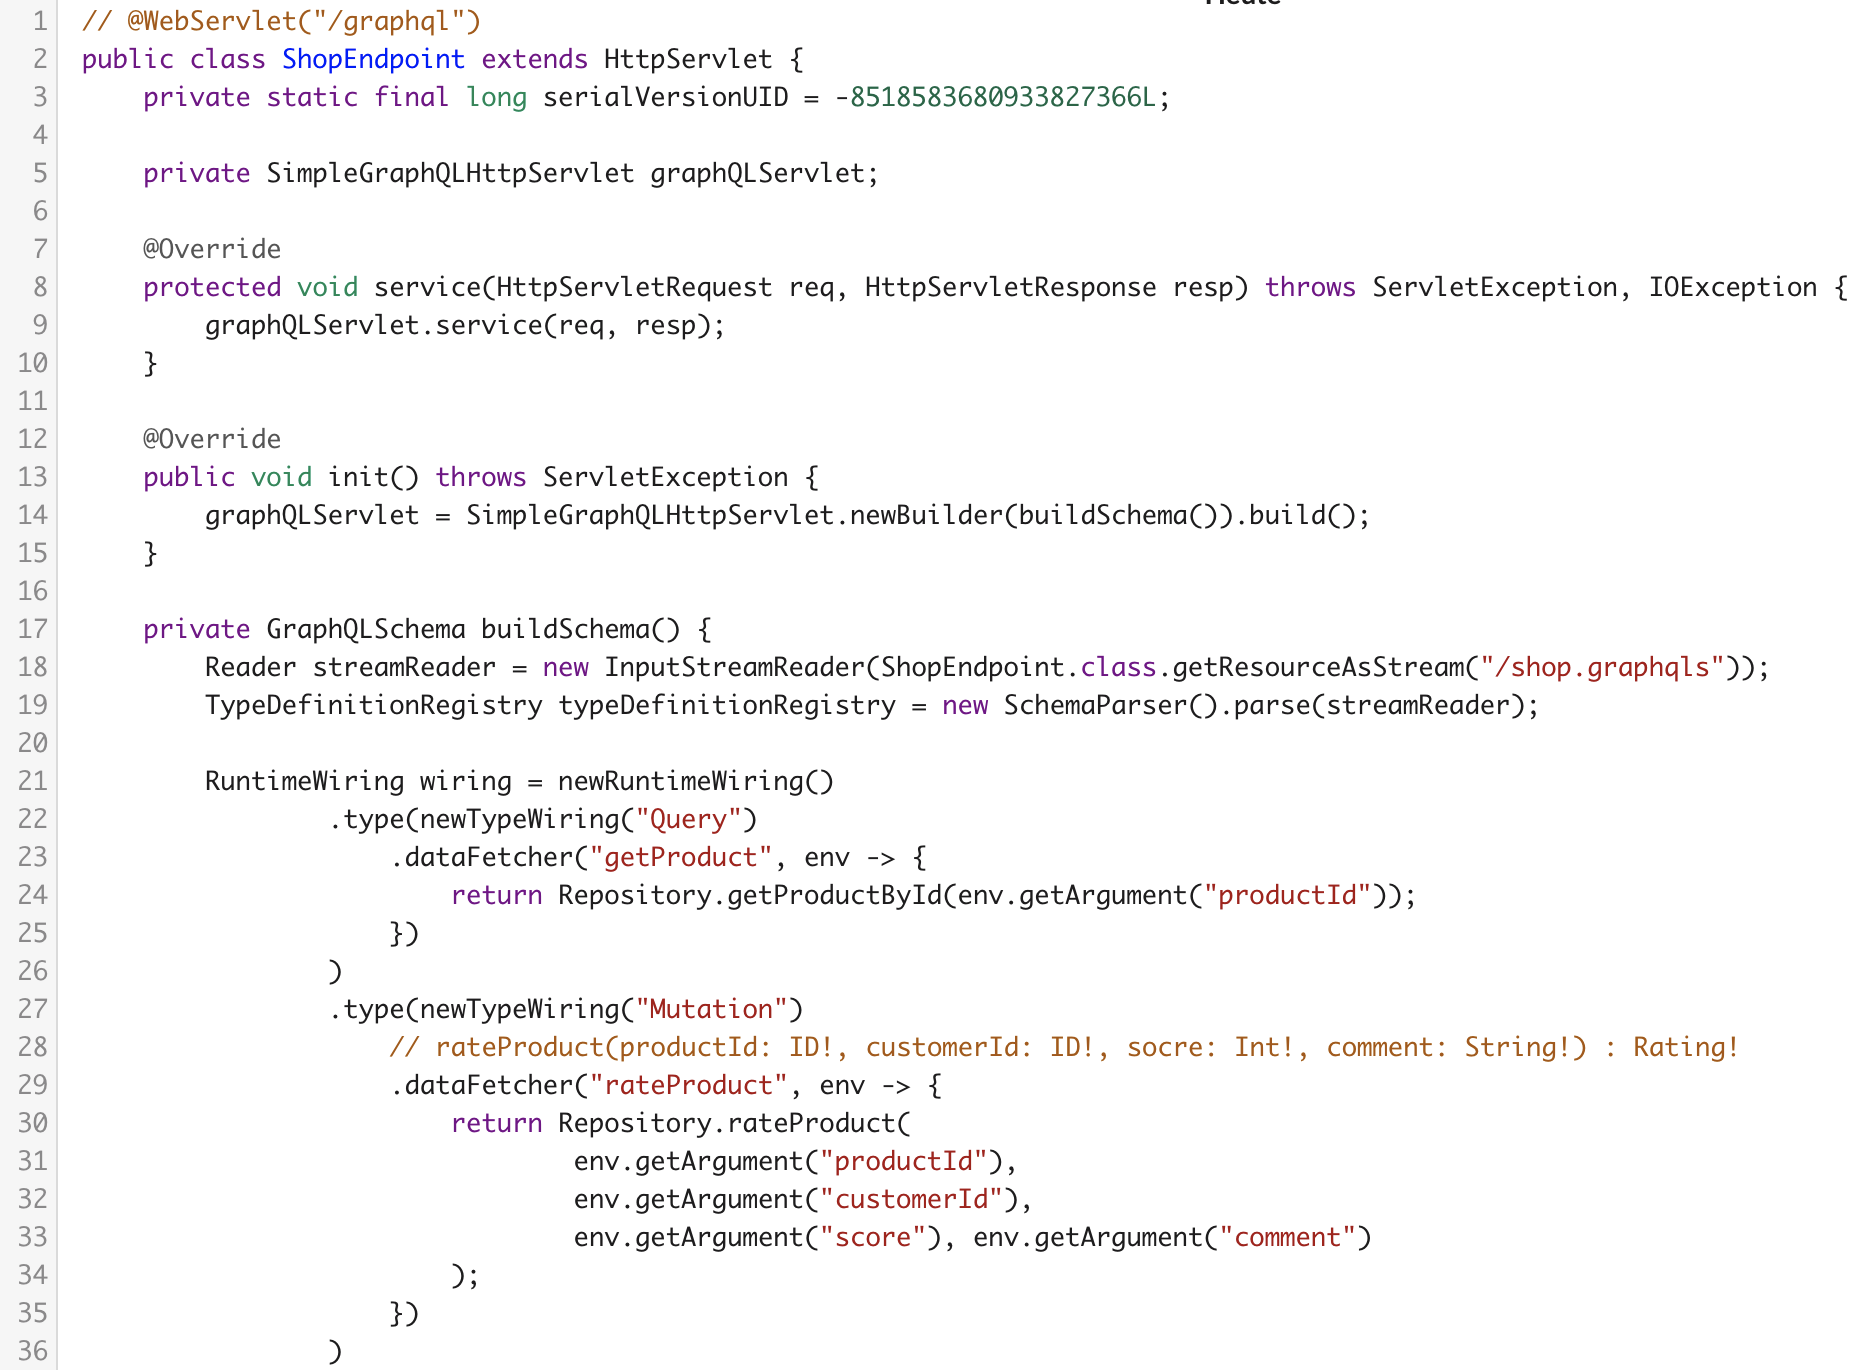 Heute
1 // @WebServlet("/graphql")
2 public class ShopEndpoint extends HttpServlet {
3     private static final long serialVersionUID = -8518583680933827366L;
4
5     private SimpleGraphQLHttpServlet graphQLServlet;
6
7     @Override
8     protected void service(HttpServletRequest req, HttpServletResponse resp) throws ServletException, IOException {
9         graphQLServlet.service(req, resp);
10     }
11
12     @Override
13     public void init() throws ServletException {
14         graphQLServlet = SimpleGraphQLHttpServlet.newBuilder(buildSchema()).build();
15     }
16
17     private GraphQLSchema buildSchema() {
18         Reader streamReader = new InputStreamReader(ShopEndpoint.class.getResourceAsStream("/shop.graphqls"));
19         TypeDefinitionRegistry typeDefinitionRegistry = new SchemaParser().parse(streamReader);
20
21         RuntimeWiring wiring = newRuntimeWiring()
22                 .type(newTypeWiring("Query")
23                     .dataFetcher("getProduct", env -> {
24                         return Repository.getProductById(env.getArgument("productId"));
25                     })
26                 )
27                 .type(newTypeWiring("Mutation")
28                     // rateProduct(productId: ID!, customerId: ID!, socre: Int!, comment: String!) : Rating!
29                     .dataFetcher("rateProduct", env -> {
30                         return Repository.rateProduct(
31                                 env.getArgument("productId"),
32                                 env.getArgument("customerId"),
33                                 env.getArgument("score"), env.getArgument("comment")
34                         );
35                     })
36                 )